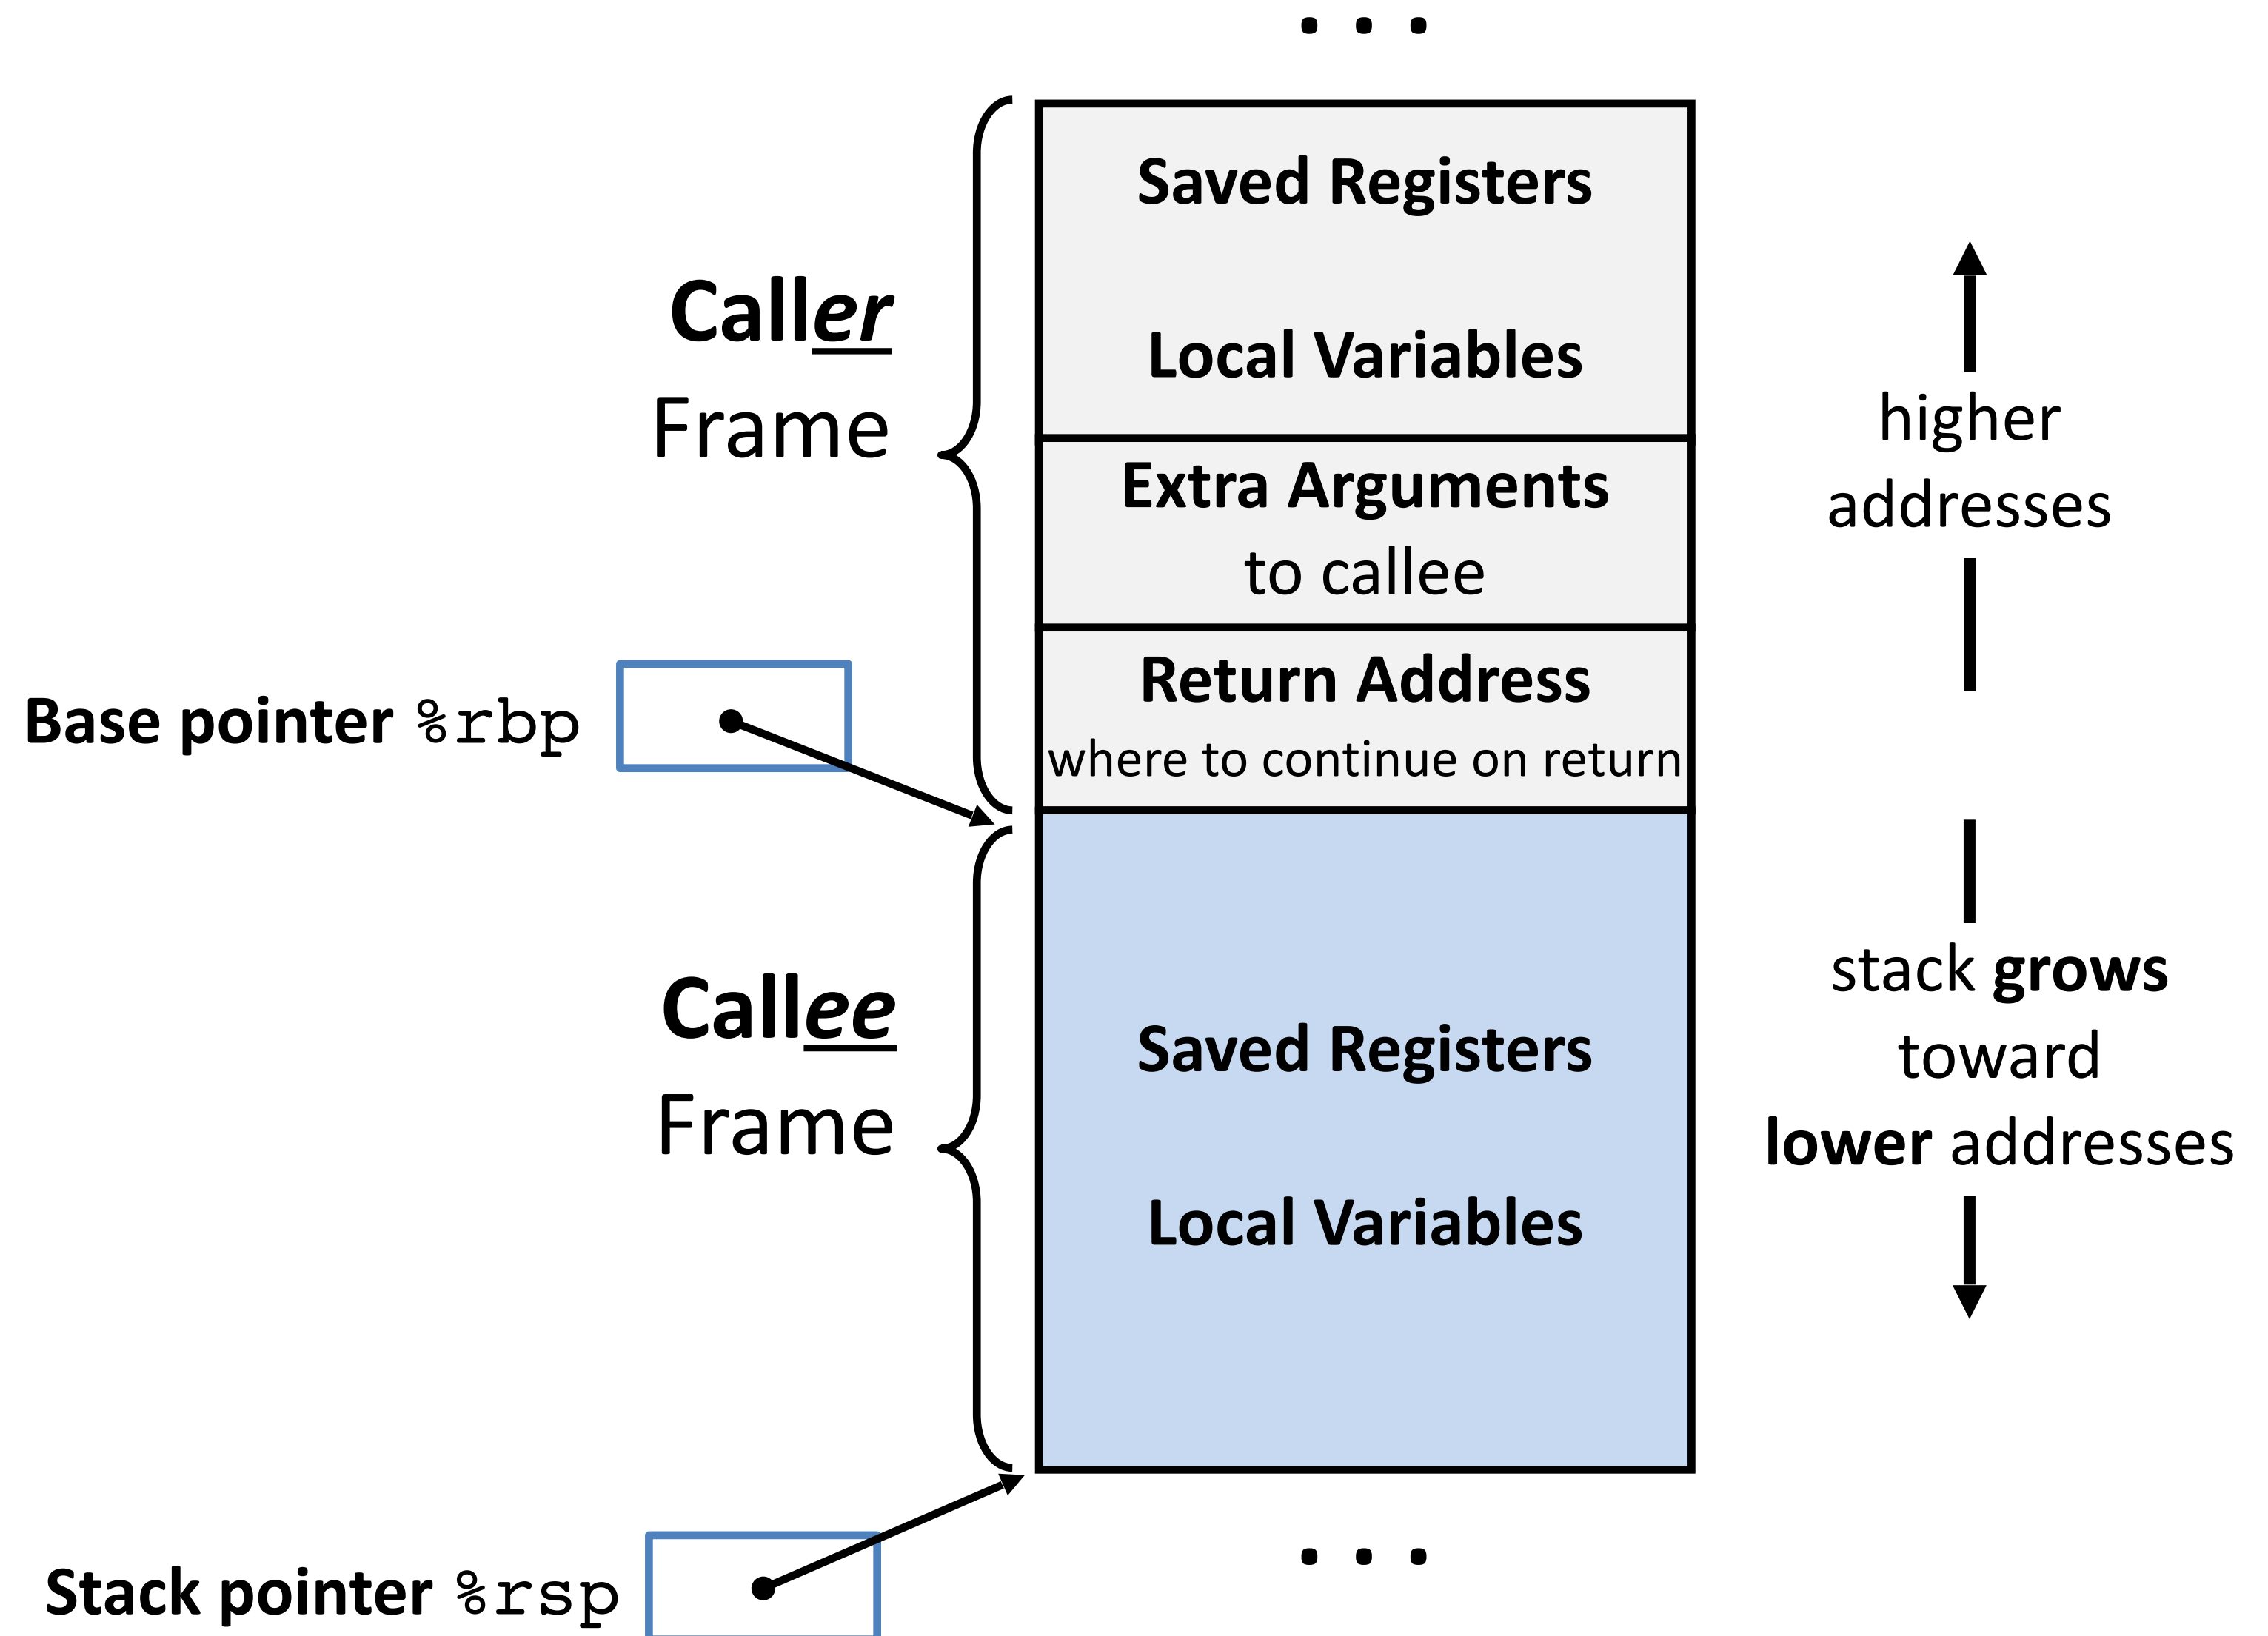 . . .
Saved Registers
Local Variables
Caller
Frame
Extra Arguments
to callee
higher
addresses
Return Address
where to continue on return
Base pointer %rbp
Callee
Frame
Saved Registers
Local Variables
stack grows
toward
lower addresses
. . .
Stack pointer %rsp